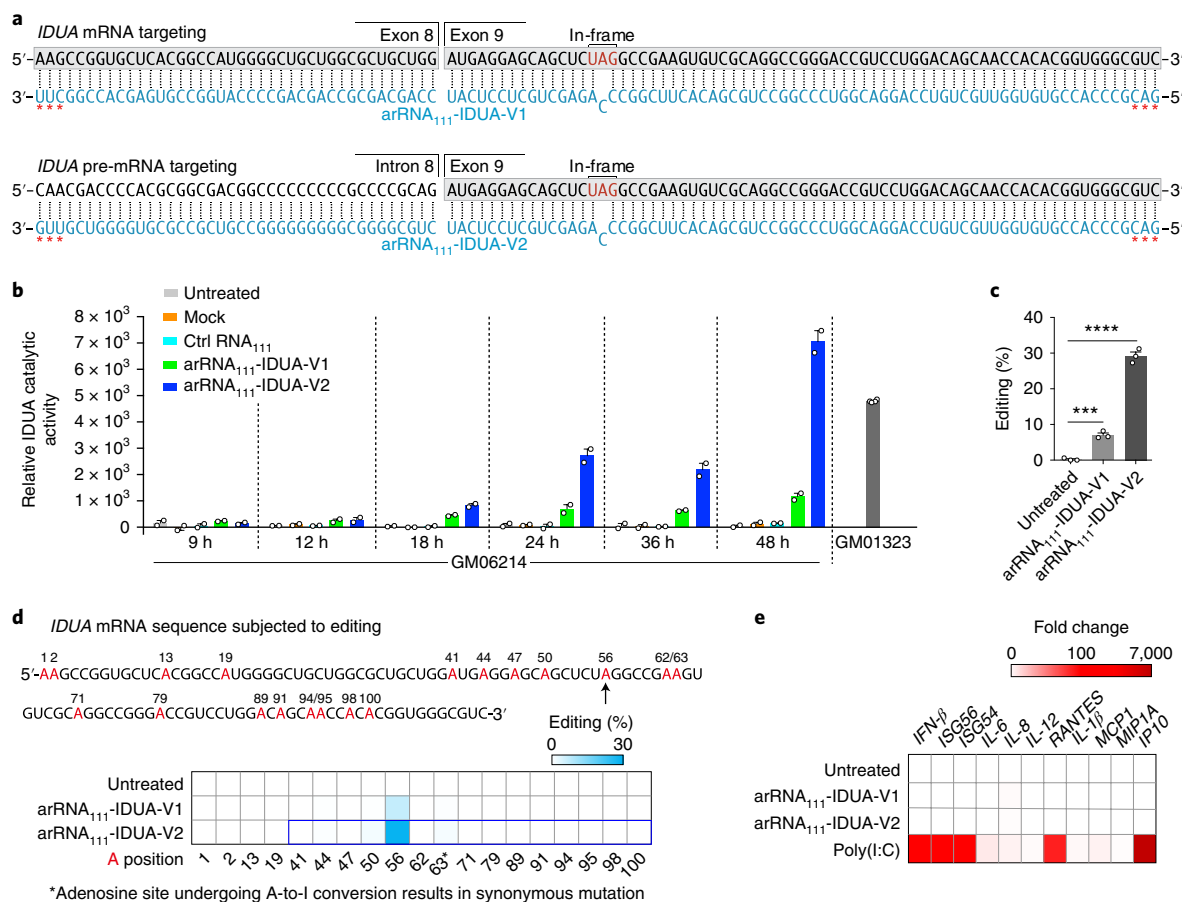 a
IDUA mRNA targeting
Exon 8 Exon 9 In-frame
5′-AAGCCGGUGCUCACGGCCAUGGGGCUGCUGGCGCUGCUGG AUGAGGAGCAGCUCUAGGCCGAAGUGUCGCAGGCCGGGACCGUCCUGGACAGCAACCACACGGUGGGCGUC-3′
3′-UUCGGCCACGAGUGCCGGUACCCCGACGACCGCGACGACC UACUCCUCGUCGAGACCCGGCUUCACAGCGUCCGGCCCUGGCAGGACCUGUCGUUGGUGUGCCACCCGCAG-5′
*** ***
arRNA111-IDUA-V1
IDUA pre-mRNA targeting
Intron 8 Exon 9 In-frame
5′-CAACGACCCCACGCGGCGACGGCCCCCCCCCGCCCCGCAG AUGAGGAGCAGCUCUAGGCCGAAGUGUCGCAGGCCGGGACCGUCCUGGACAGCAACCACACGGUGGGCGUC-3′
3′-GUUGCUGGGGUGCGCCGCUGCCGGGGGGGGGCGGGGCGUC UACUCCUCGUCGAGACCCGGCUUCACAGCGUCCGGCCCUGGCAGGACCUGUCGUUGGUGUGCCACCCGCAG-5′
*** ***
arRNA111-IDUA-V2
b
Untreated
Mock
Ctrl RNA111
arRNA111-IDUA-V1
arRNA111-IDUA-V2
Relative IDUA catalytic
activity
8 × 10³
7 × 10³
6 × 10³
5 × 10³
4 × 10³
3 × 10³
2 × 10³
1 × 10³
0
9 h 12 h 18 h 24 h 36 h 48 h GM01323
GM06214
c
Editing (%)
40
30
20
10
0
****
***
Untreated
arRNA111-IDUA-V1
arRNA111-IDUA-V2
d
IDUA mRNA sequence subjected to editing
1 2 13 19 41 44 47 50 56 62/63
5′-AAGCCGGUGCUCACGGCCAUGGGGCUGCUGGCGCUGCUGGAUGAGGAGCAGCUCUAGGCCGAAGU
71 79 89 91 94/95 98 100
GUCGCAGGCCGGGACCGUCCUGGACAGCAACCACACGGUGGGCGUC-3′
Editing (%)
0 30
Untreated
arRNA111-IDUA-V1
arRNA111-IDUA-V2
A position 1 2 13 19 41 44 47 50 56 62 63* 71 79 89 91 94 95 98 100
*Adenosine site undergoing A-to-I conversion results in synonymous mutation
e
Fold change
0 100 7,000
IFN-β ISG56 ISG54 IL-6 IL-8 IL-12 RANTES IL-1β MCP1 MIP1A IP10
Untreated
arRNA111-IDUA-V1
arRNA111-IDUA-V2
Poly(I:C)